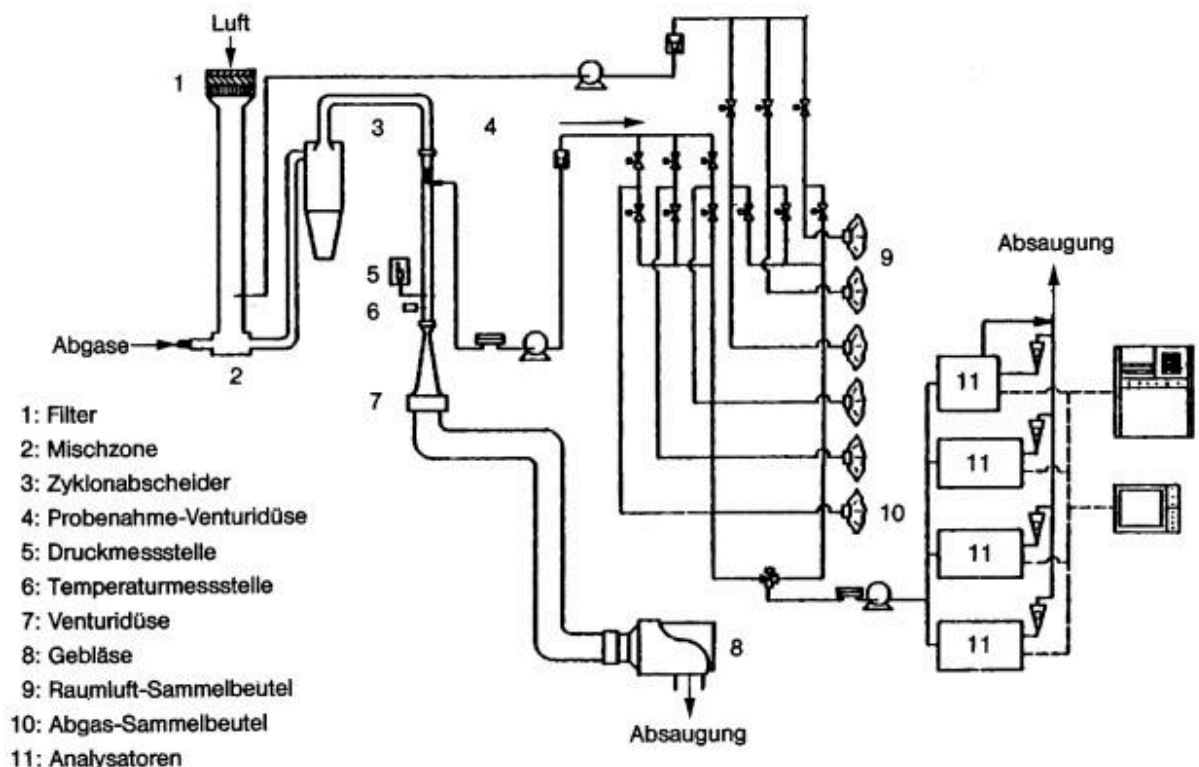 Luft
1
3
4
9
5
6
Absaugung
Abgase
2
7
11
11
10
11
11
8
Absaugung
1: Filter
2: Mischzone
3: Zyklonabscheider
4: Probenahme-Venturidüse
5: Druckmessstelle
6: Temperaturmessstelle
7: Venturidüse
8: Gebläse
9: Raumluft-Sammelbeutel
10: Abgas-Sammelbeutel
11: Analysatoren